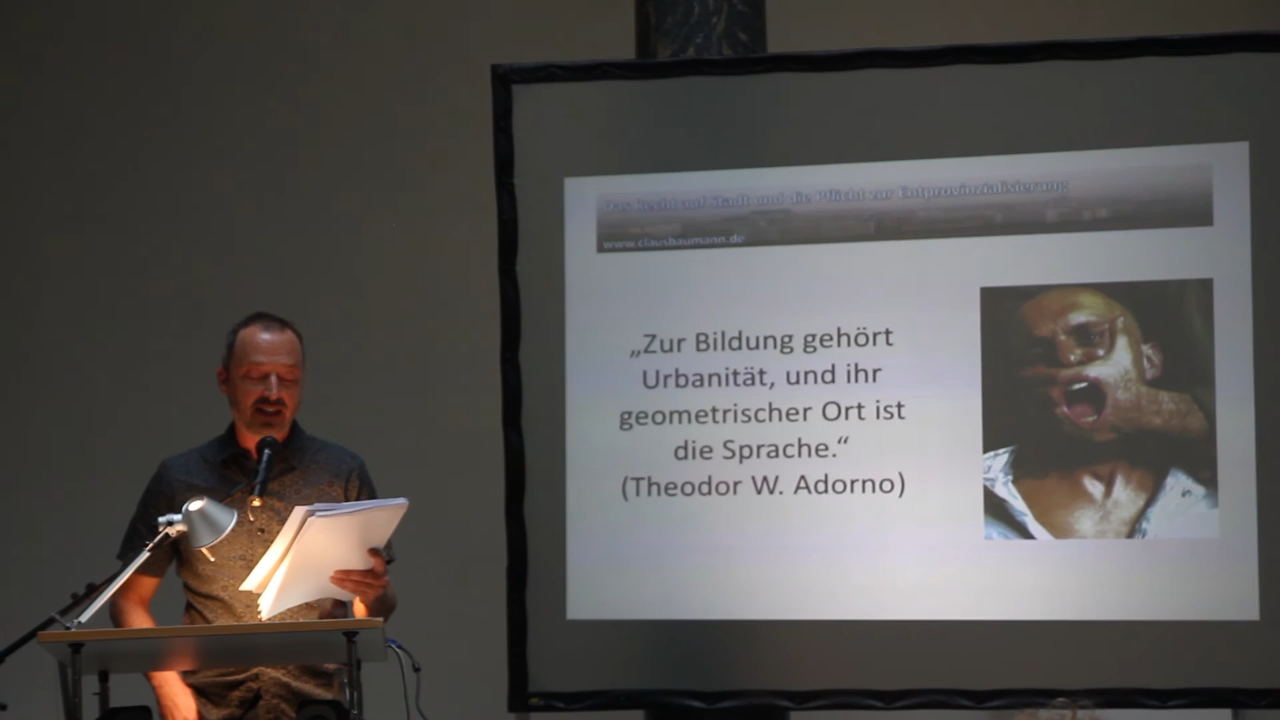 Das Recht auf Stadt und die Pflicht zur Entprovinzialisierung
www.clausbaumann.de
„Zur Bildung gehört
Urbanität, und ihr
geometrischer Ort ist
die Sprache.“
(Theodor W. Adorno)